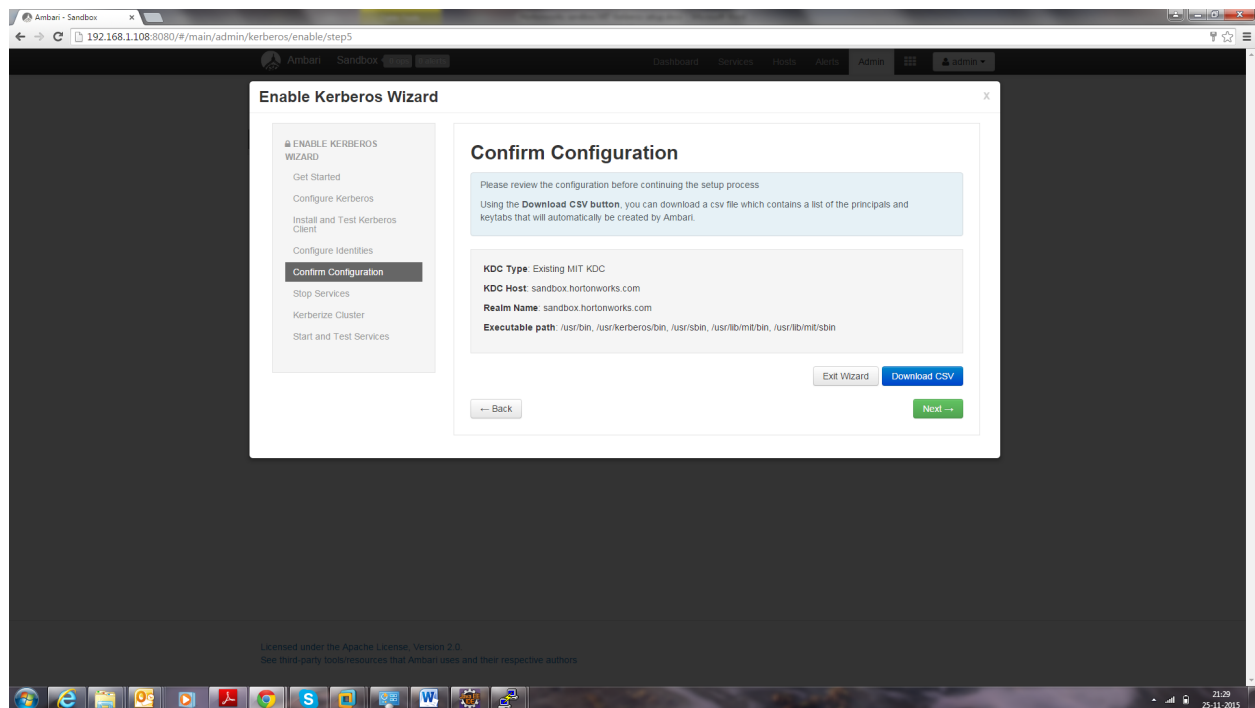 Ambari - Sandbox
192.168.1.108:8080/#/main/admin/kerberos/enable/step5
Ambari Sandbox
Dashboard Services Hosts Alerts Admin admin
Enable Kerberos Wizard
X
ENABLE KERBEROS
WIZARD
Get Started
Configure Kerberos
Install and Test Kerberos
Client
Configure Identities
Confirm Configuration
Stop Services
Kerberize Cluster
Start and Test Services
Confirm Configuration
Please review the configuration before continuing the setup process
Using the Download CSV button, you can download a csv file which contains a list of the principals and
keytabs that will automatically be created by Ambari.
KDC Type: Existing MIT KDC
KDC Host: sandbox.hortonworks.com
Realm Name: sandbox.hortonworks.com
Executable path: /usr/bin, /usr/kerberos/bin, /usr/sbin, /usr/lib/mit/bin, /usr/lib/mit/sbin
Exit Wizard
Download CSV
← Back
Next →
Licensed under the Apache License, Version 2.0.
See third-party tools/resources that Ambari uses and their respective authors
21:29
25-11-2015